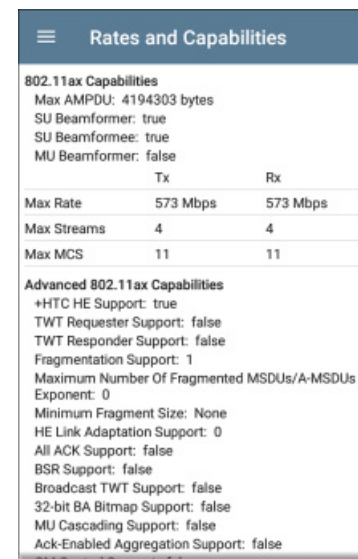 Rates and Capabilities
802.11ax Capabilities
Max AMPDU: 4194303 bytes
SU Beamformer: true
SU Beamformee: true
MU Beamformer: false
Tx Rx
Max Rate 573 Mbps 573 Mbps
Max Streams 4 4
Max MCS 11 11
Advanced 802.11ax Capabilities
+HTC HE Support: true
TWT Requester Support: false
TWT Responder Support: false
Fragmentation Support: 1
Maximum Number Of Fragmented MSDUs/A-MSDUs
Exponent: 0
Minimum Fragment Size: None
HE Link Adaptation Support: 0
All ACK Support: false
BSR Support: false
Broadcast TWT Support: false
32-bit BA Bitmap Support: false
MU Cascading Support: false
Ack-Enabled Aggregation Support: false